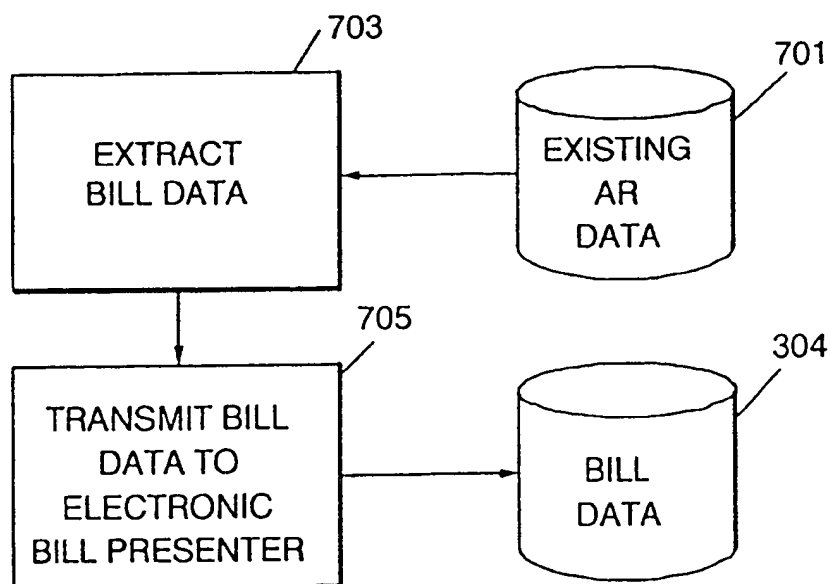 703
EXTRACT
BILL DATA
701
EXISTING
AR
DATA
705
TRANSMIT BILL
DATA TO
ELECTRONIC
BILL PRESENTER
304
BILL
DATA